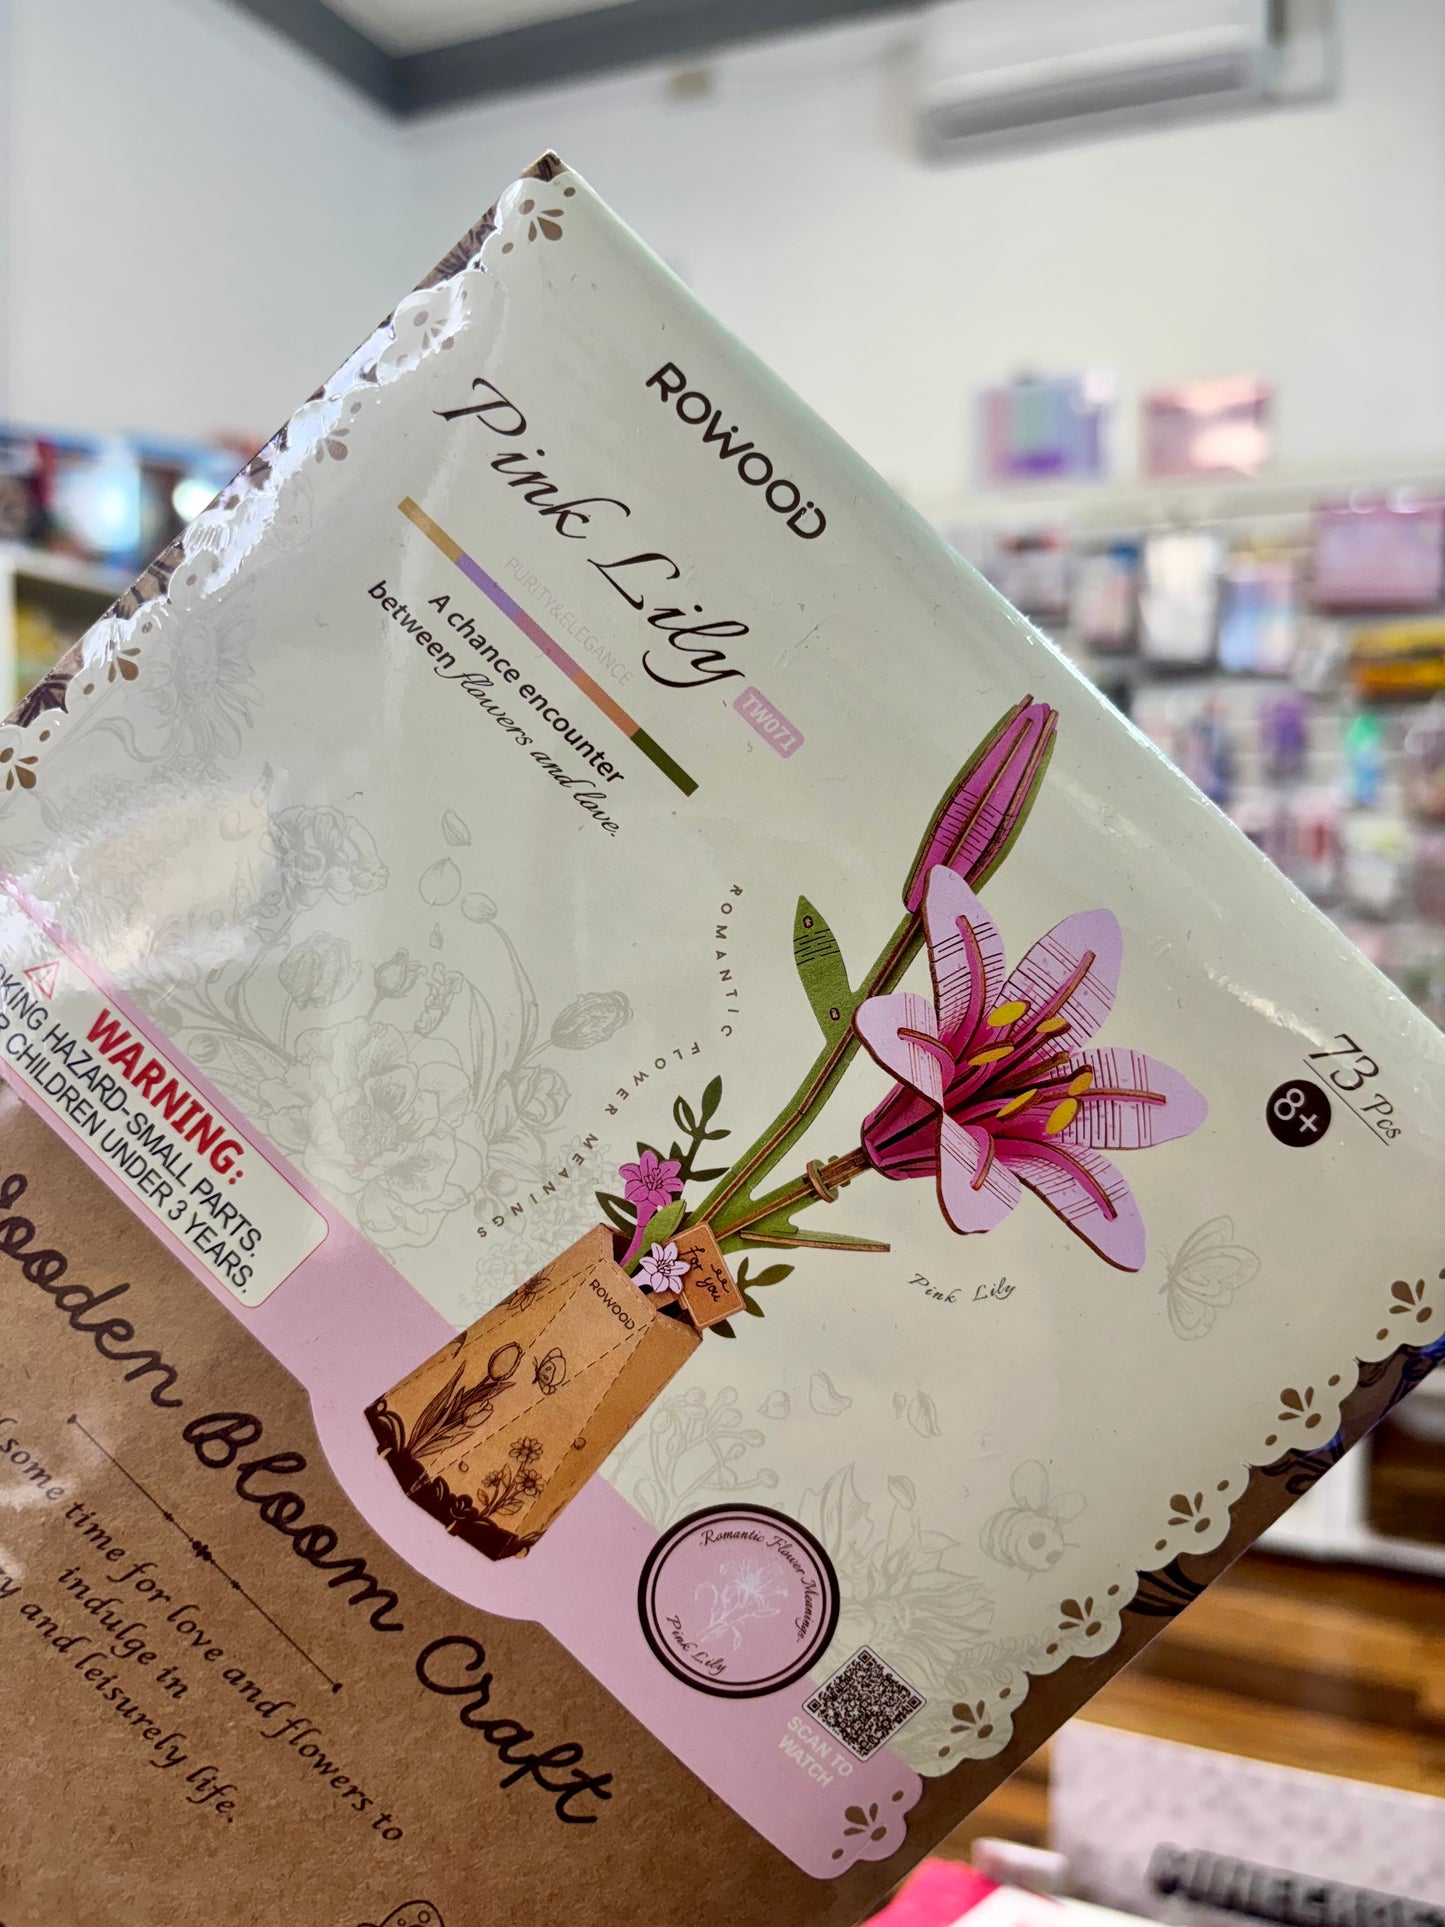 ROWOOD
Pink Lily
TW071
PURITY&ELEGANCE
A chance encounter
between flowers and love.
ROMANTIC FLOWER MEANINGS
73 Pcs
8+
Pink Lily
for you
ROWOOD
WARNING:
HAZARD-SMALL PARTS.
CHILDREN UNDER 3 YEARS.
Wooden Bloom Craft
some time for love and flowers to
indulge in
and leisurely life.
Romantic Flower Meanings
Pink Lily
SCAN TO
WATCH